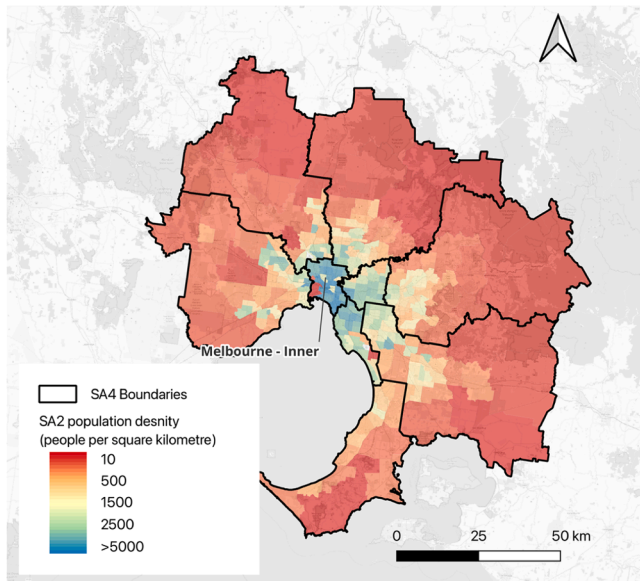 Melbourne - Inner
SA4 Boundaries
SA2 population desnity
(people per square kilometre)
10
500
1500
2500
>5000
0 25 50 km